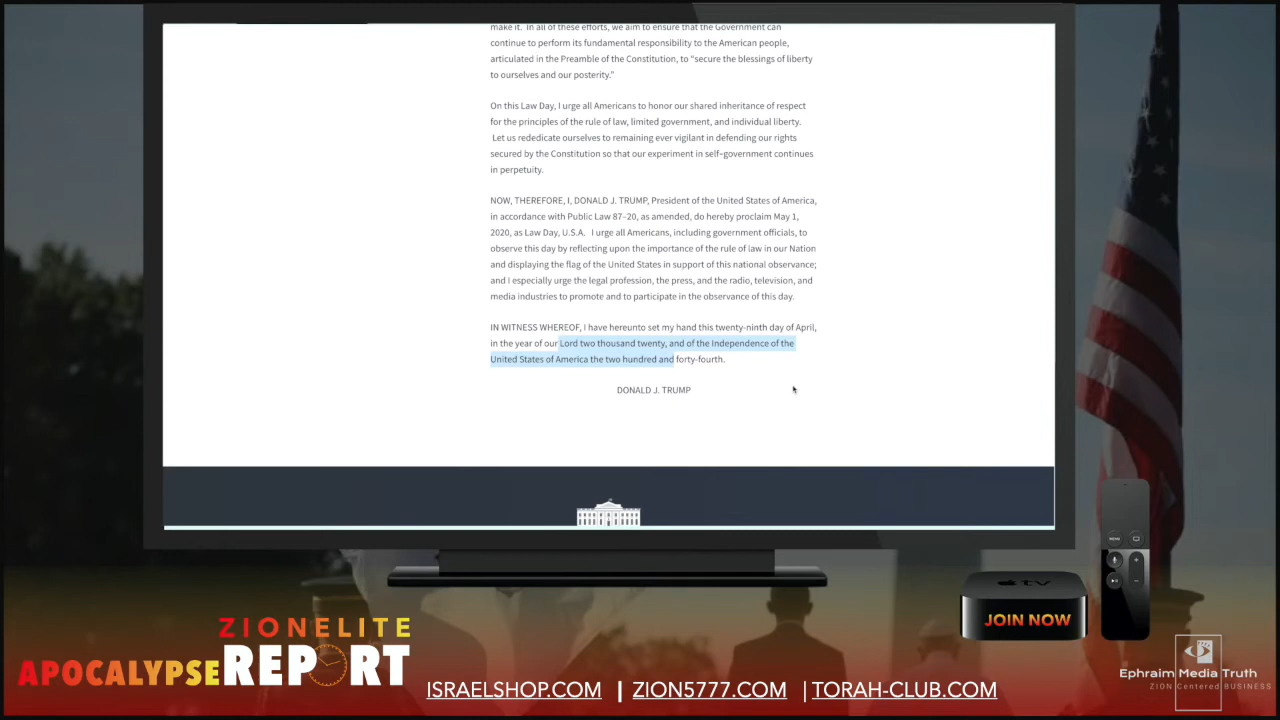 make it. In all of these efforts, we aim to ensure that the Government can
continue to perform its fundamental responsibility to the American people,
articulated in the Preamble of the Constitution, to “secure the blessings of liberty
to ourselves and our posterity.”
On this Law Day, I urge all Americans to honor our shared inheritance of respect
for the principles of the rule of law, limited government, and individual liberty.
Let us rededicate ourselves to remaining ever vigilant in defending our rights
secured by the Constitution so that our experiment in self-government continues
in perpetuity.
NOW, THEREFORE, I, DONALD J. TRUMP, President of the United States of America,
in accordance with Public Law 87-20, as amended, do hereby proclaim May 1,
2020, as Law Day, U.S.A. I urge all Americans, including government officials, to
observe this day by reflecting upon the importance of the rule of law in our Nation
and displaying the flag of the United States in support of this national observance;
and I especially urge the legal profession, the press, and the radio, television, and
media industries to promote and to participate in the observance of this day.
IN WITNESS WHEREOF, I have hereunto set my hand this twenty-ninth day of April,
in the year of our Lord two thousand twenty, and of the Independence of the
United States of America the two hundred and forty-fourth.
DONALD J. TRUMP
MENU
tv
JOIN NOW
ZIONELITE
APOCALYPSE REPORT
ISRAELSHOP.COM | ZION5777.COM | TORAH-CLUB.COM
Ephraim Media Truth
ZION Centered BUSINESS